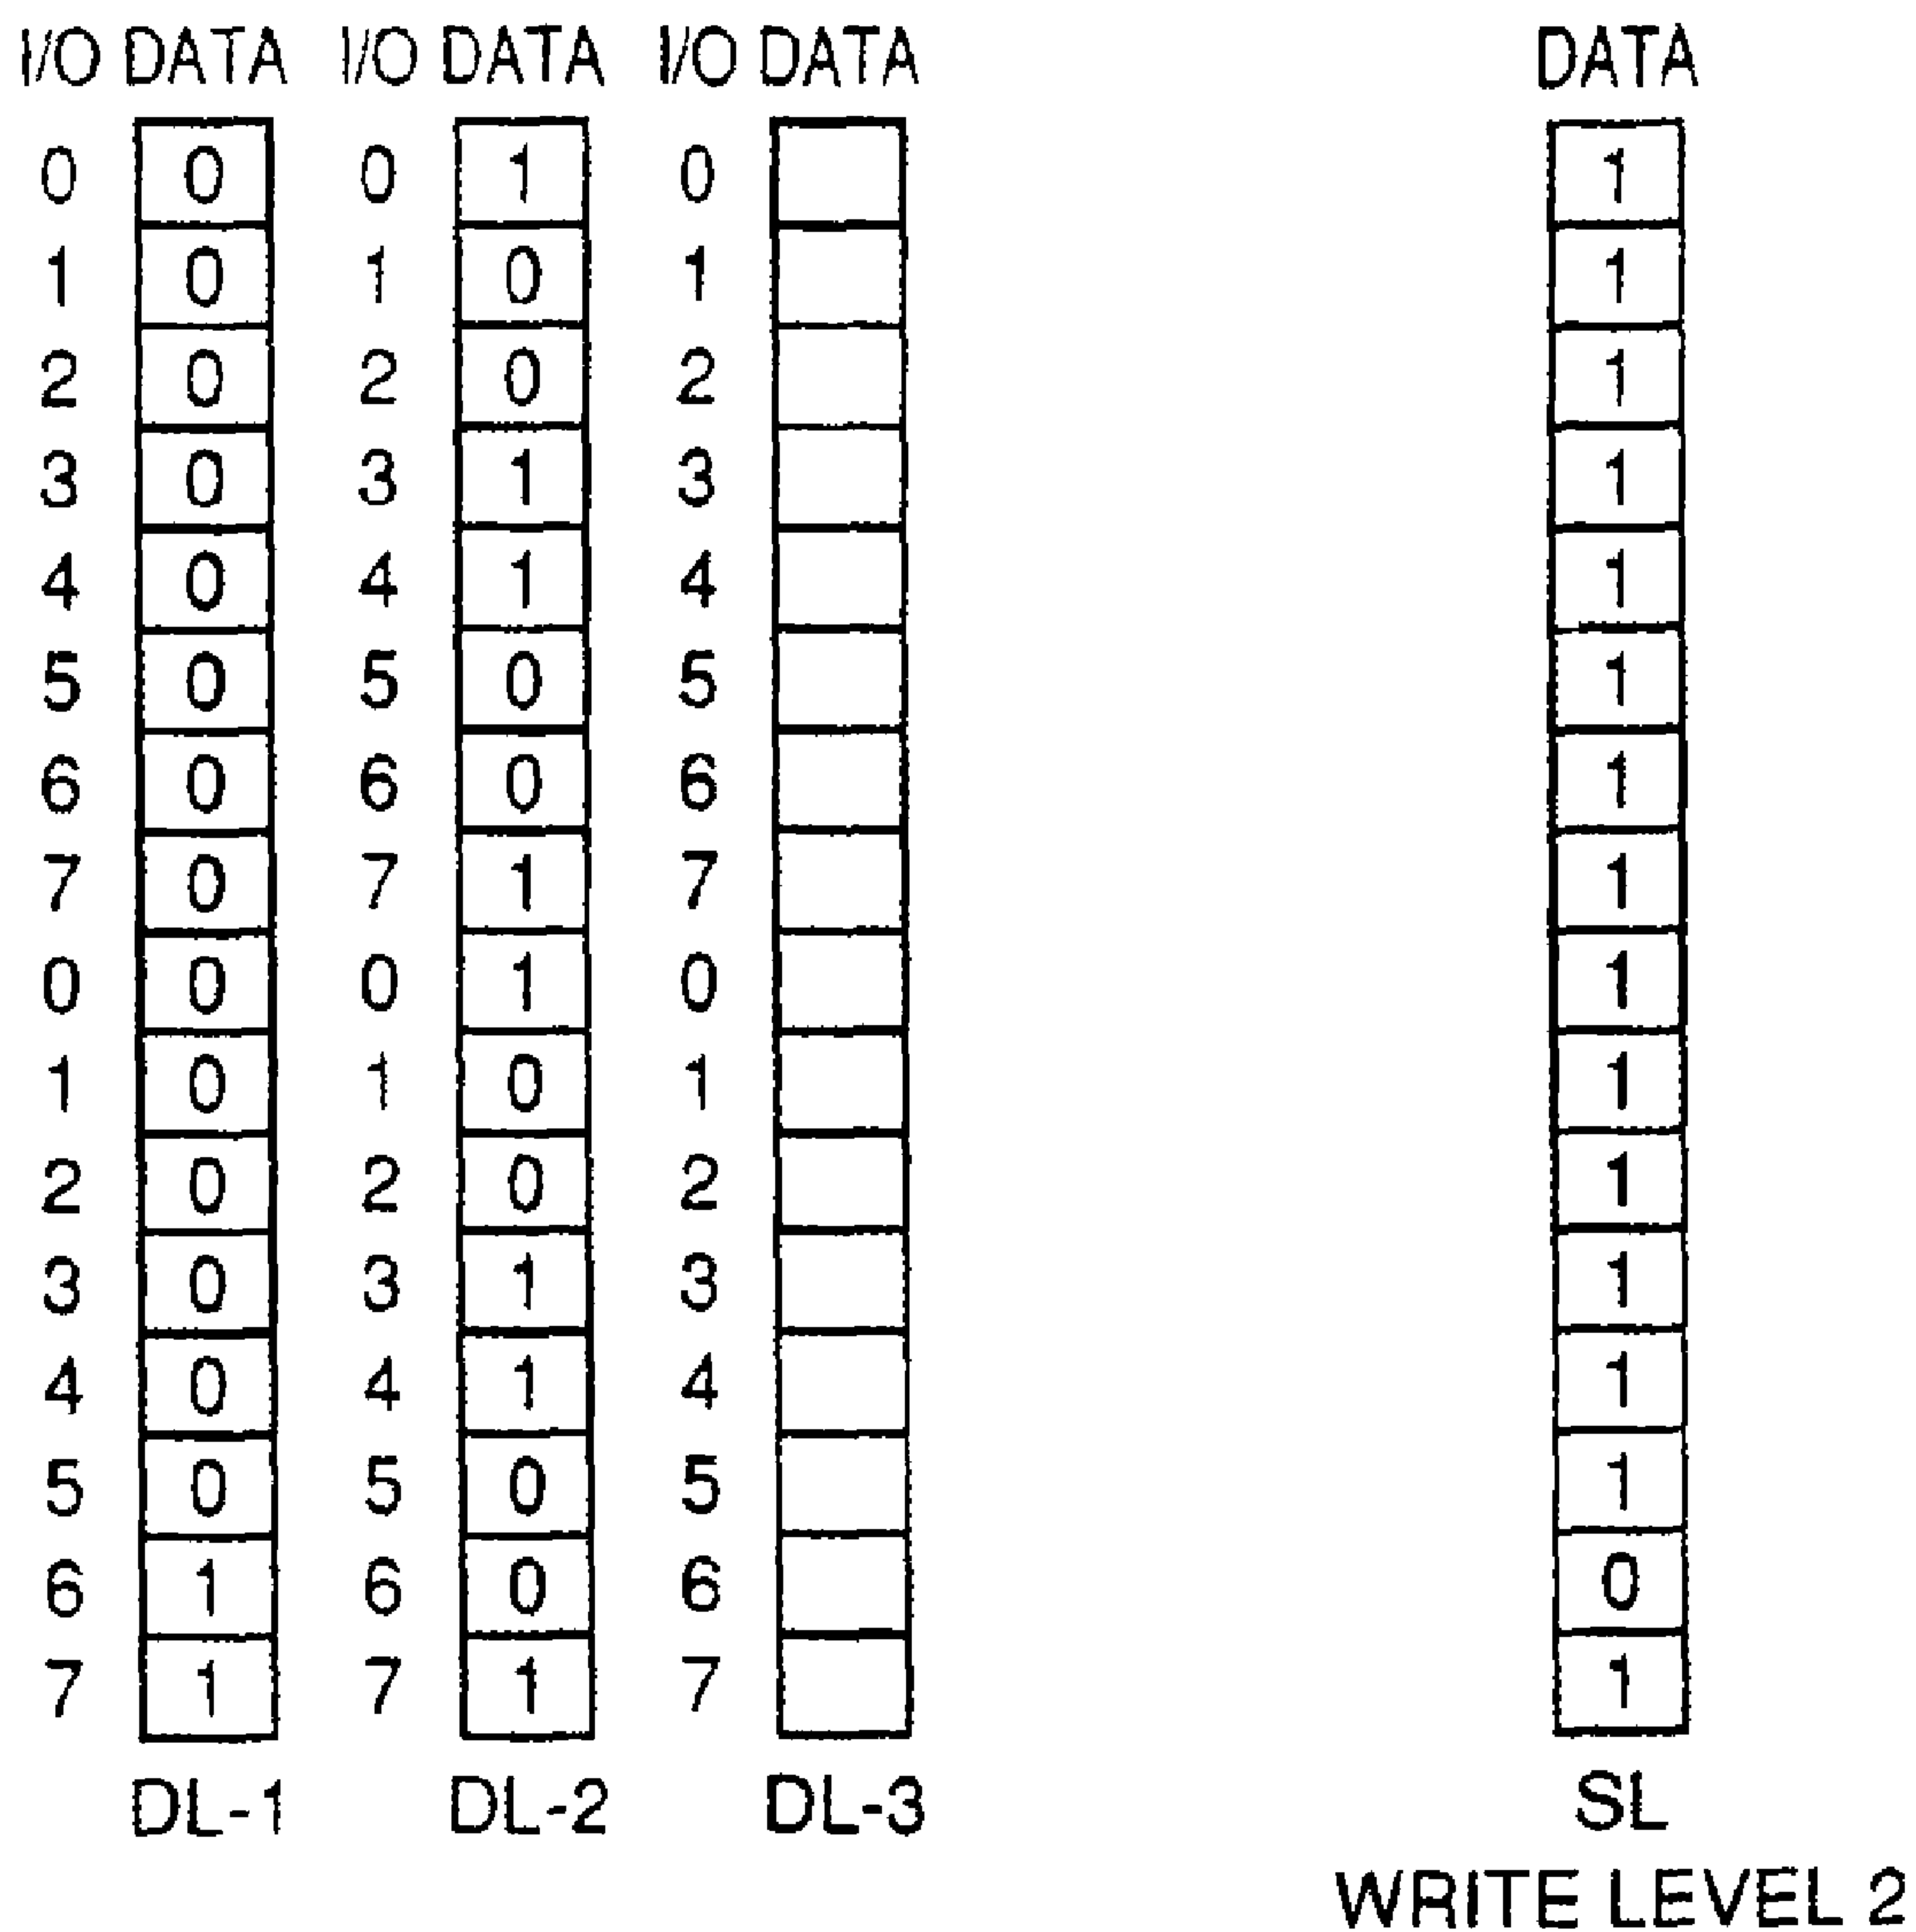 I/O DATA I/O DATA I/O DATA DATA
0 0 0 1 0 1
1 0 1 0 1 1
2 0 2 0 2 1
3 0 3 1 3 1
4 0 4 1 4 1
5 0 5 0 5 1
6 0 6 0 6 1
7 0 7 1 7 1
0 0 0 1 0 1
1 0 1 0 1 1
2 0 2 0 2 1
3 0 3 1 3 1
4 0 4 1 4 1
5 0 5 0 5 1
6 1 6 0 6 0
7 1 7 1 7 1
DL-1 DL-2 DL-3 SL
WRITE LEVEL 2